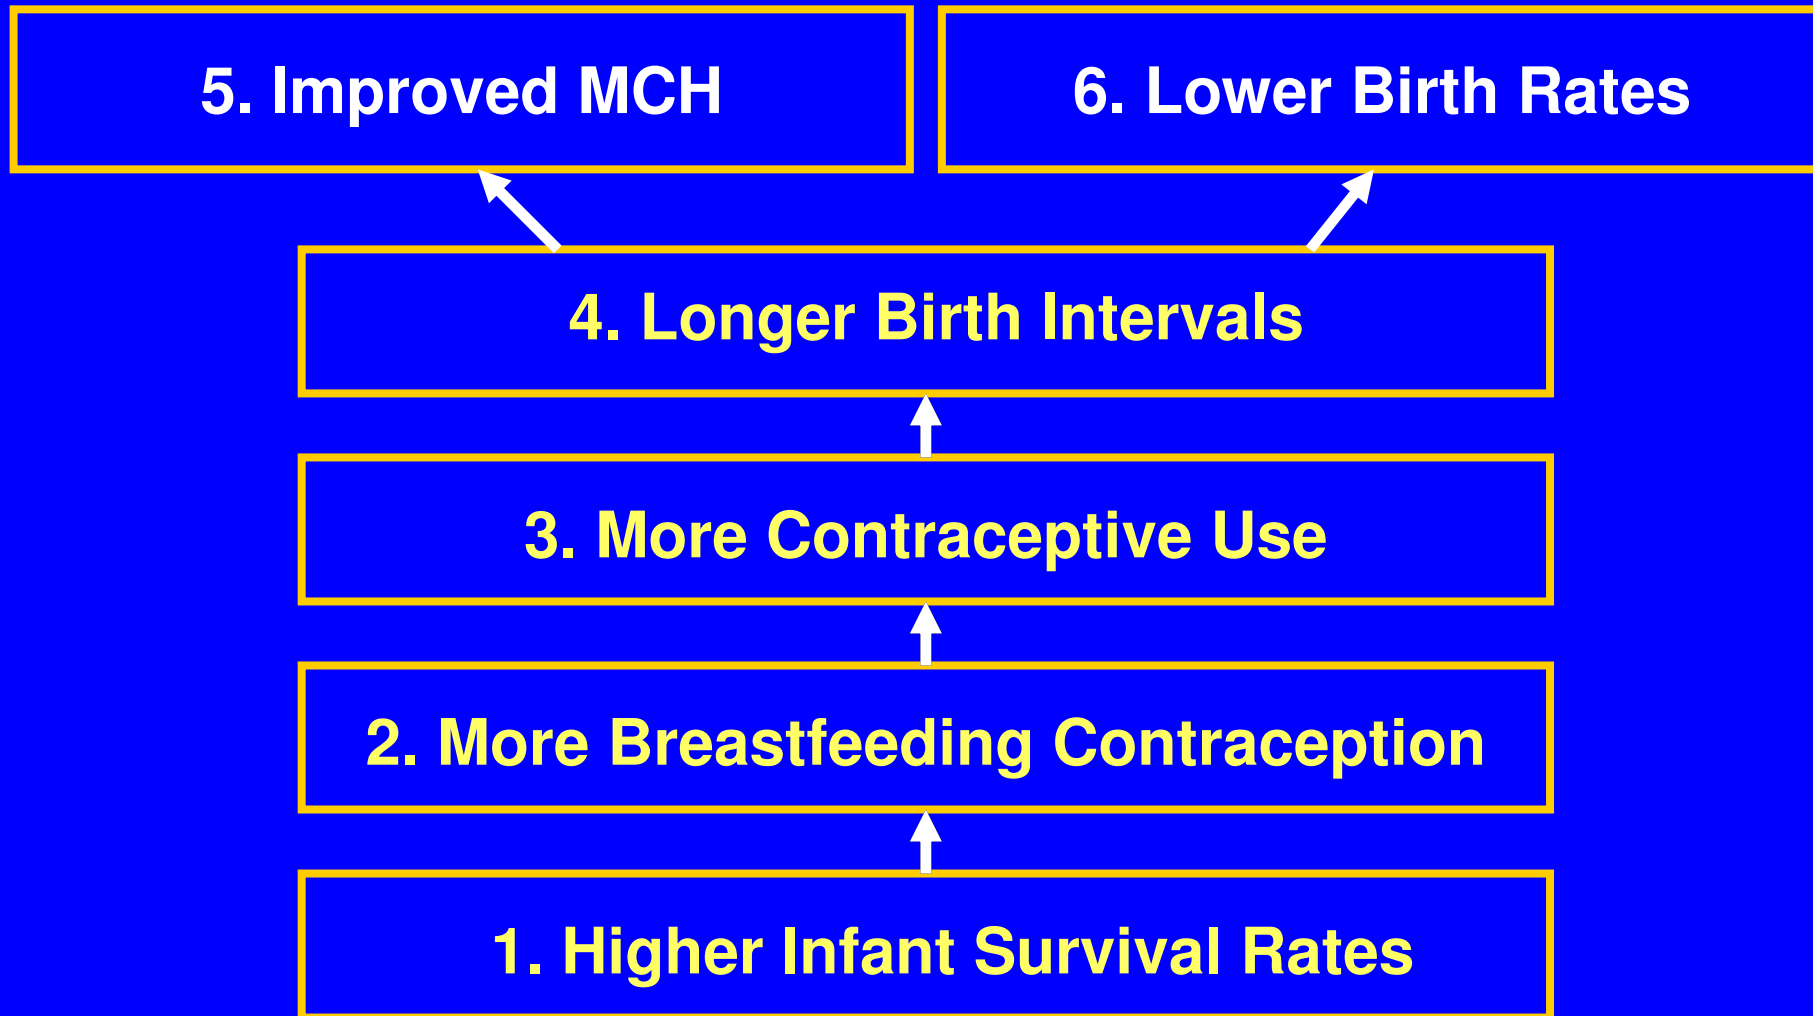 5. Improved MCH
6. Lower Birth Rates
4. Longer Birth Intervals
3. More Contraceptive Use
2. More Breastfeeding Contraception
1. Higher Infant Survival Rates